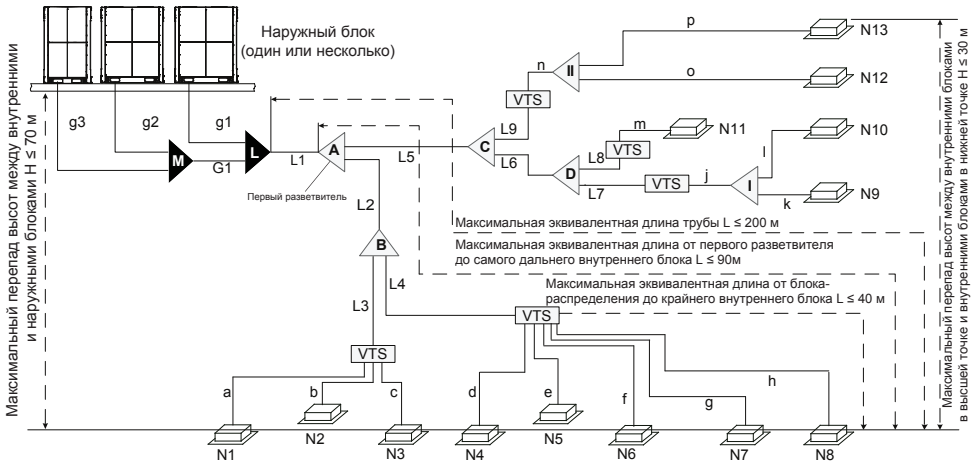 Максимальный перепад высот между внутренними
и наружными блоками H ≤ 70 м
Наружный блок
(один или несколько)
g3
g2
g1
M
G1
L
L1
A
Первый разветвитель
L5
L2
B
L3
L4
C
L9
L6
VTS
n
II
p
N13
o
N12
D
L8
VTS
m
N11
L7
VTS
j
I
l
N10
k
N9
Максимальная эквивалентная длина трубы L ≤ 200 м
Максимальная эквивалентная длина от первого разветвителя
до самого дальнего внутреннего блока L ≤ 90м
Максимальная эквивалентная длина от блока-
распределения до крайнего внутреннего блока L ≤ 40 м
VTS
VTS
a
b
c
d
e
f
g
h
N1
N2
N3
N4
N5
N6
N7
N8
Максимальный перепад высот между внутренними блоками
в высшей точке и внутренними блоками в нижней точке H ≤ 30 м